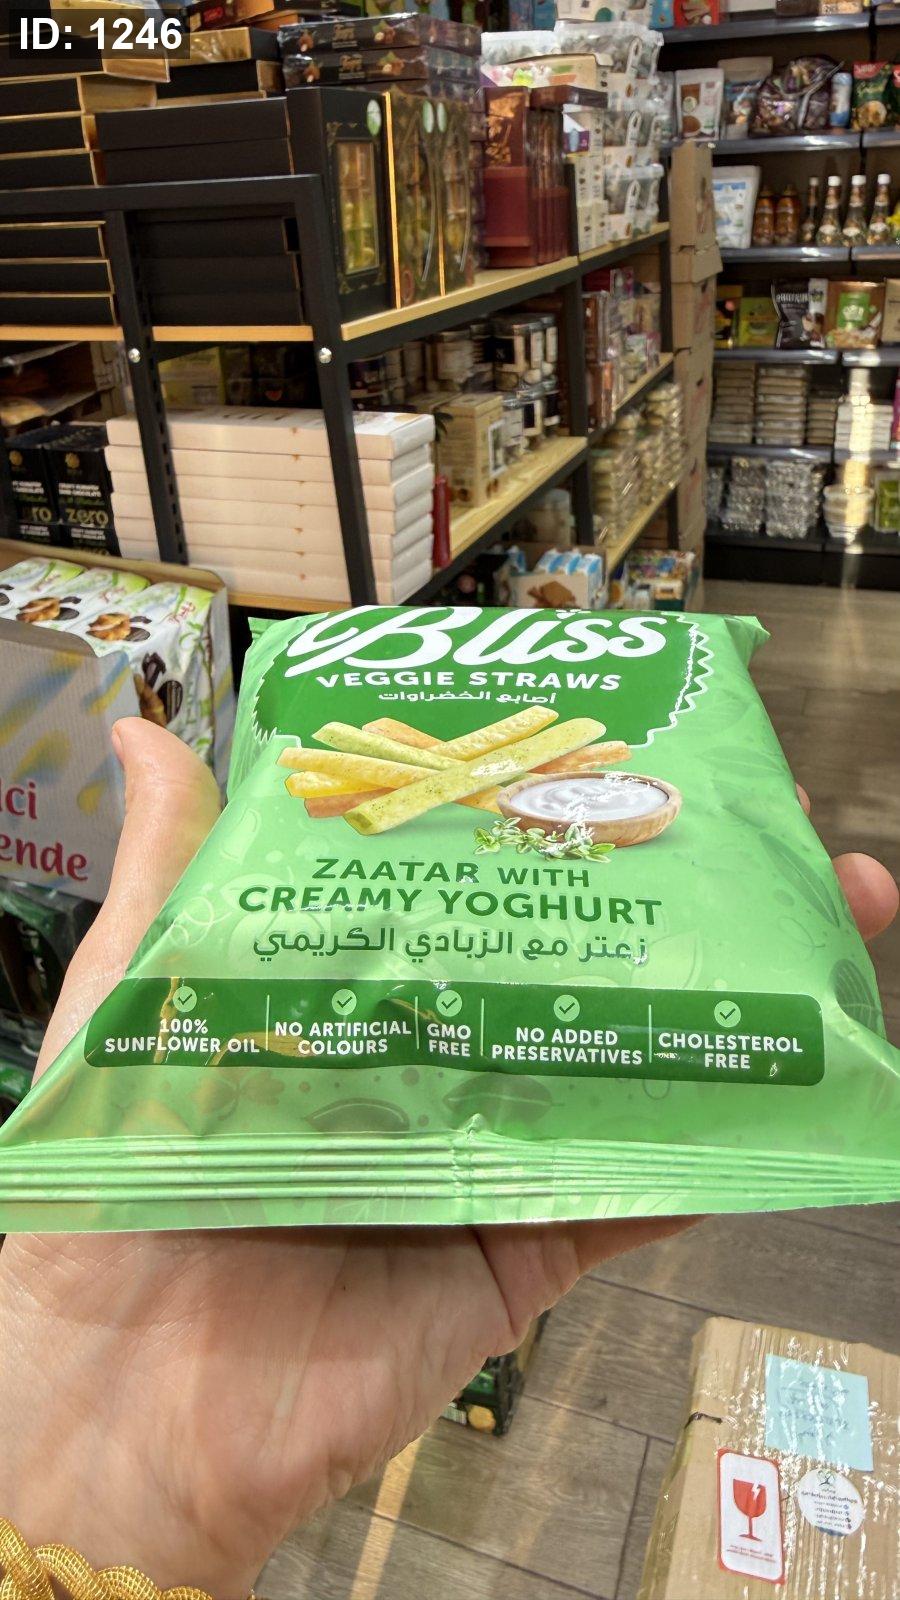 ID: 1246
zero
zero
lci
ende
Bliss
VEGGIE STRAWS
أصابع الخضراوات
ZAATAR WITH
CREAMY YOGHURT
زعتر مع الزبادي الكريمي
100%
SUNFLOWER OIL
NO ARTIFICIAL
COLOURS
GMO
FREE
NO ADDED
PRESERVATIVES
CHOLESTEROL
FREE